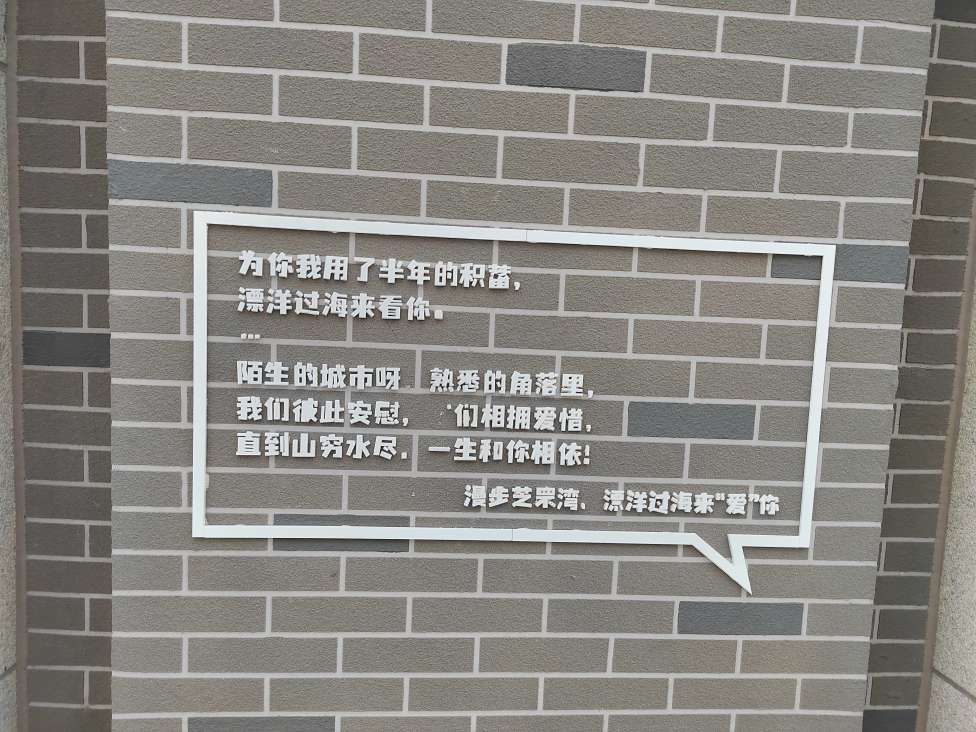 为你我用了半年的积蓄，
漂洋过海来看你。
...
陌生的城市呀 熟悉的角落里，
我们彼此安慰， 们相拥爱惜，
直到山穷水尽，一生和你相依！
漫步芝罘湾、漂洋过海来“爱”你